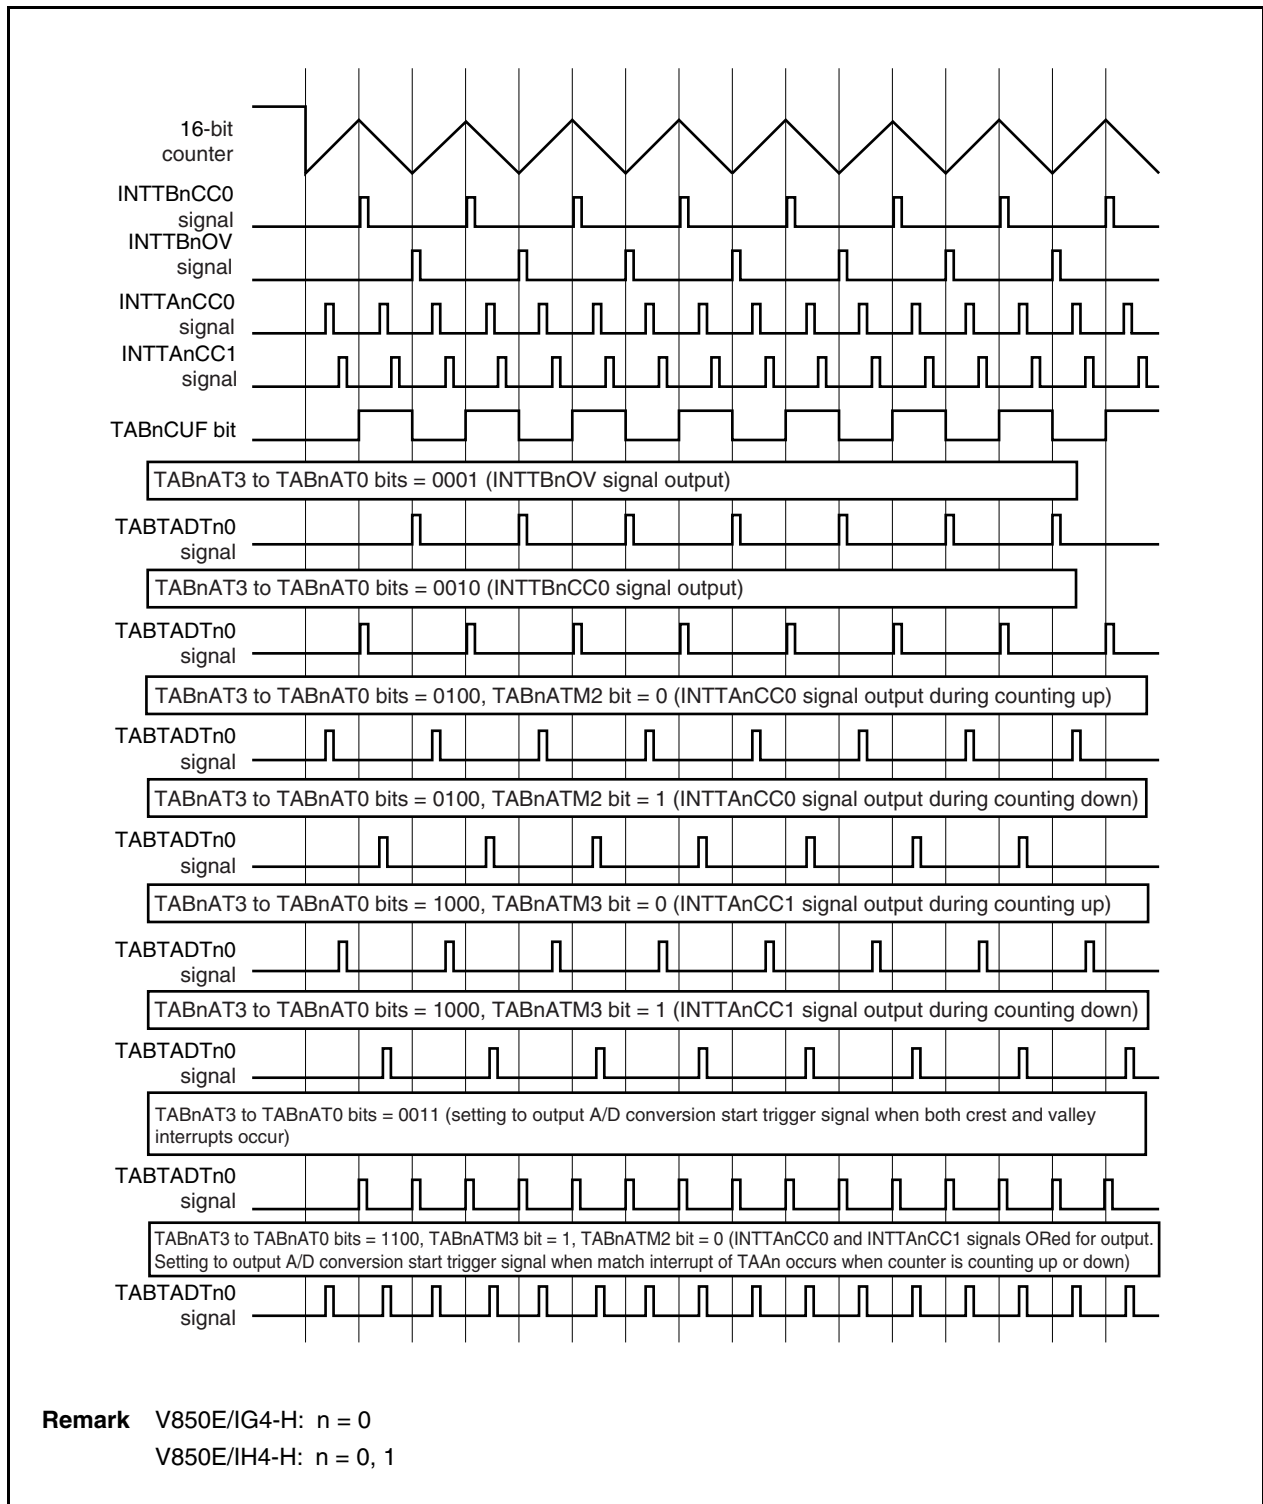 16-bit
counter
INTTBnCC0
signal
INTTBnOV
signal
INTTAnCC0
signal
INTTAnCC1
signal
TABnCUF bit
TABnAT3 to TABnAT0 bits = 0001 (INTTBnOV signal output)
TABTADTn0
signal
TABnAT3 to TABnAT0 bits = 0010 (INTTBnCC0 signal output)
TABTADTn0
signal
TABnAT3 to TABnAT0 bits = 0100, TABnATM2 bit = 0 (INTTAnCC0 signal output during counting up)
TABTADTn0
signal
TABnAT3 to TABnAT0 bits = 0100, TABnATM2 bit = 1 (INTTAnCC0 signal output during counting down)
TABTADTn0
signal
TABnAT3 to TABnAT0 bits = 1000, TABnATM3 bit = 0 (INTTAnCC1 signal output during counting up)
TABTADTn0
signal
TABnAT3 to TABnAT0 bits = 1000, TABnATM3 bit = 1 (INTTAnCC1 signal output during counting down)
TABTADTn0
signal
TABnAT3 to TABnAT0 bits = 0011 (setting to output A/D conversion start trigger signal when both crest and valley
interrupts occur)
TABTADTn0
signal
TABnAT3 to TABnAT0 bits = 1100, TABnATM3 bit = 1, TABnATM2 bit = 0 (INTTAnCC0 and INTTAnCC1 signals ORed for output.
Setting to output A/D conversion start trigger signal when match interrupt of TAAn occurs when counter is counting up or down)
TABTADTn0
signal
Remark V850E/IG4-H: n = 0
V850E/IH4-H: n = 0, 1